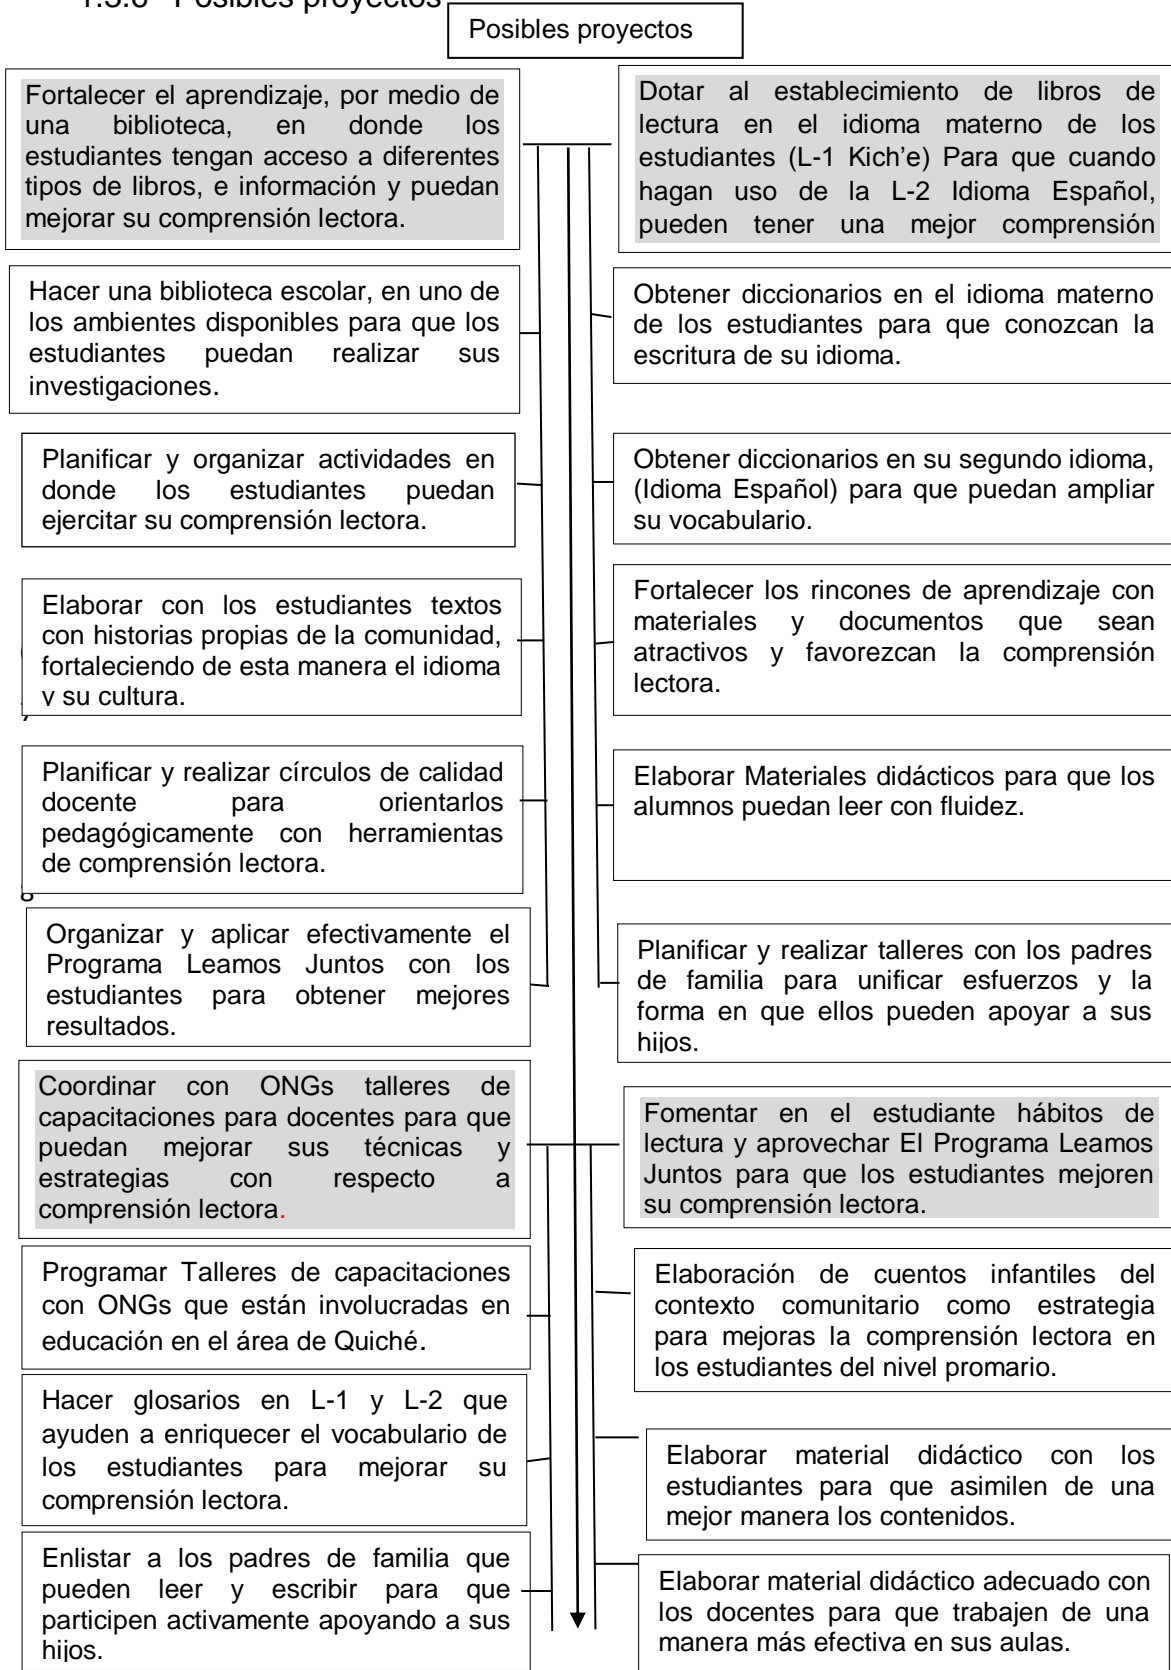 1.3.6 Posibles proyectos
Posibles proyectos
Fortalecer el aprendizaje, por medio de
una biblioteca, en donde los
estudiantes tengan acceso a diferentes
tipos de libros, e información y puedan
mejorar su comprensión lectora.
Dotar al establecimiento de libros de
lectura en el idioma materno de los
estudiantes (L-1 Kich'e) Para que cuando
hagan uso de la L-2 Idioma Español,
pueden tener una mejor comprensión
Hacer una biblioteca escolar, en uno de
los ambientes disponibles para que los
estudiantes puedan realizar sus
investigaciones.
Obtener diccionarios en el idioma materno
de los estudiantes para que conozcan la
escritura de su idioma.
Planificar y organizar actividades en
donde los estudiantes puedan
ejercitar su comprensión lectora.
Obtener diccionarios en su segundo idioma,
(Idioma Español) para que puedan ampliar
su vocabulario.
Elaborar con los estudiantes textos
con historias propias de la comunidad,
fortaleciendo de esta manera el idioma
y su cultura.
Fortalecer los rincones de aprendizaje con
materiales y documentos que sean
atractivos y favorezcan la comprensión
lectora.
Planificar y realizar círculos de calidad
docente para orientarlos
pedagógicamente con herramientas
de comprensión lectora.
Elaborar Materiales didácticos para que los
alumnos puedan leer con fluidez.
Organizar y aplicar efectivamente el
Programa Leamos Juntos con los
estudiantes para obtener mejores
resultados.
Planificar y realizar talleres con los padres
de familia para unificar esfuerzos y la
forma en que ellos pueden apoyar a sus
hijos.
Coordinar con ONGs talleres de
capacitaciones para docentes para que
puedan mejorar sus técnicas y
estrategias con respecto a
comprensión lectora.
Fomentar en el estudiante hábitos de
lectura y aprovechar El Programa Leamos
Juntos para que los estudiantes mejoren
su comprensión lectora.
Programar Talleres de capacitaciones
con ONGs que están involucradas en
educación en el área de Quiché.
Elaboración de cuentos infantiles del
contexto comunitario como estrategia
para mejoras la comprensión lectora en
los estudiantes del nivel promario.
Hacer glosarios en L-1 y L-2 que
ayuden a enriquecer el vocabulario de
los estudiantes para mejorar su
comprensión lectora.
Elaborar material didáctico con los
estudiantes para que asimilen de una
mejor manera los contenidos.
Enlistar a los padres de familia que
pueden leer y escribir para que
participen activamente apoyando a sus
hijos.
Elaborar material didáctico adecuado con
los docentes para que trabajen de una
manera más efectiva en sus aulas.